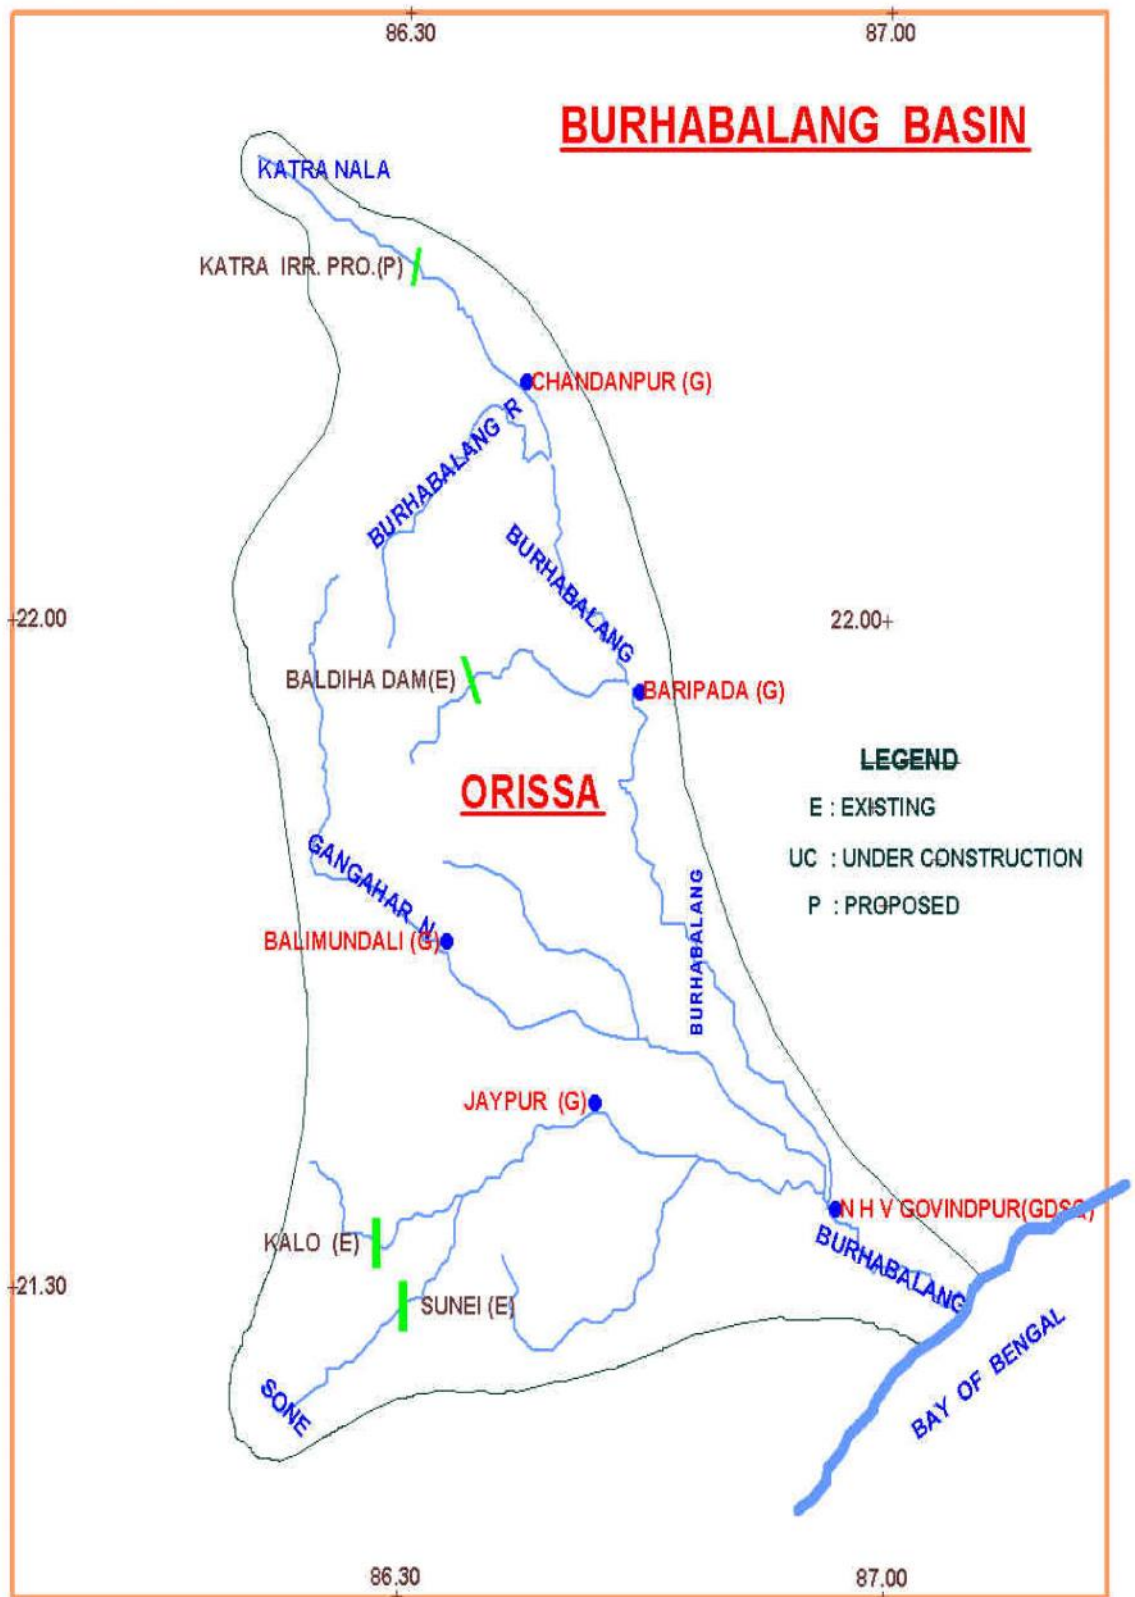 86.30
87.00
BURHABALANG BASIN
KATRA NALA
KATRA IRR. PRO.(P)
CHANDANPUR (G)
BURHABALANG R
BURHABALANG
22.00
22.00
BALDIHA DAM(E)
BARIPADA (G)
LEGEND
ORISSA
E : EXISTING
UC : UNDER CONSTRUCTION
P : PROPOSED
GANGAHAR N
BURHABALANG
BALIMUNDALI (G)
JAYPUR (G)
N H V GOVINDPUR(GDSQ)
KALO (E)
BURHABALANG
21.30
SUNEI (E)
SONE
BAY OF BENGAL
86.30
87.00